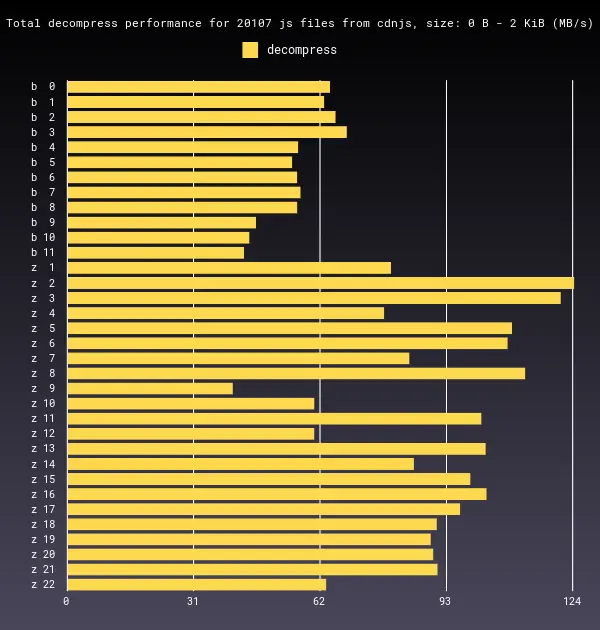 Total decompress performance for 20107 js files from cdnjs, size: 0 B - 2 KiB (MB/s)
decompress
b 0
b 1
b 2
b 3
b 4
b 5
b 6
b 7
b 8
b 9
b 10
b 11
z 1
z 2
z 3
z 4
z 5
z 6
z 7
z 8
z 9
z 10
z 11
z 12
z 13
z 14
z 15
z 16
z 17
z 18
z 19
z 20
z 21
z 22
0 31 62 93 124